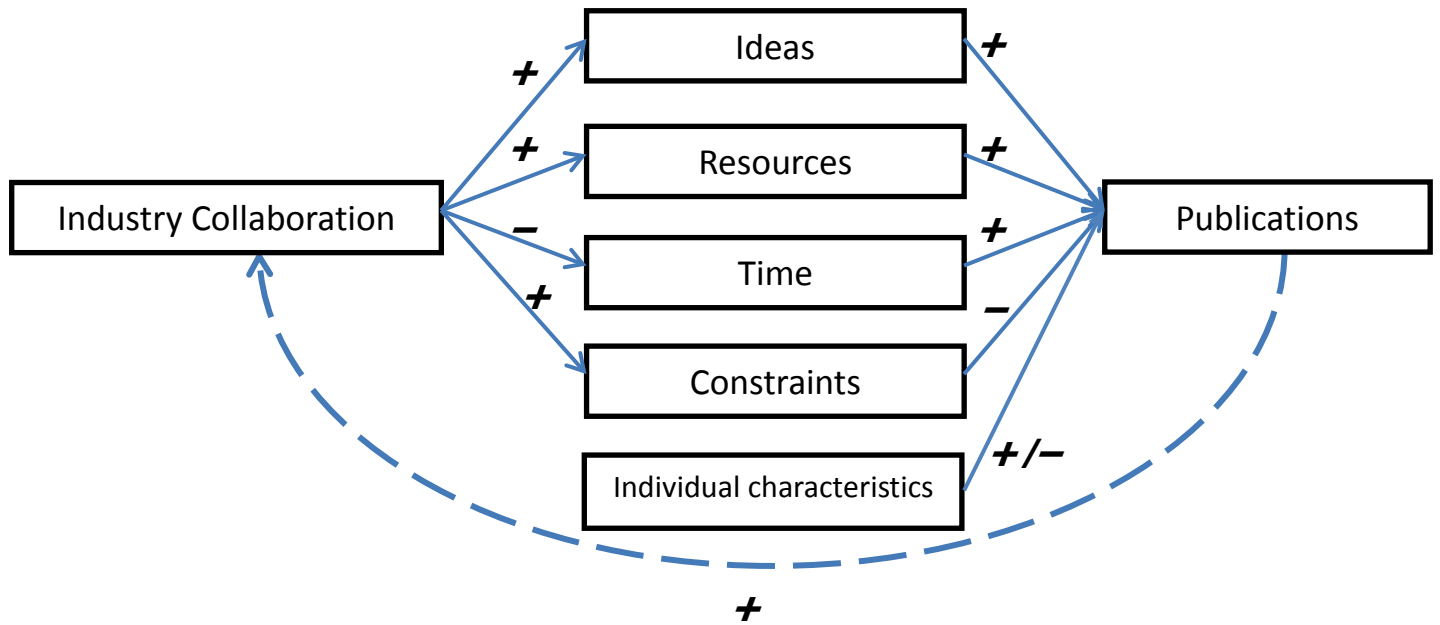 Ideas
+
+
Resources
+
+
Industry Collaboration
Publications
−
Time
+
+
Constraints
−
Individual characteristics
+/−
+